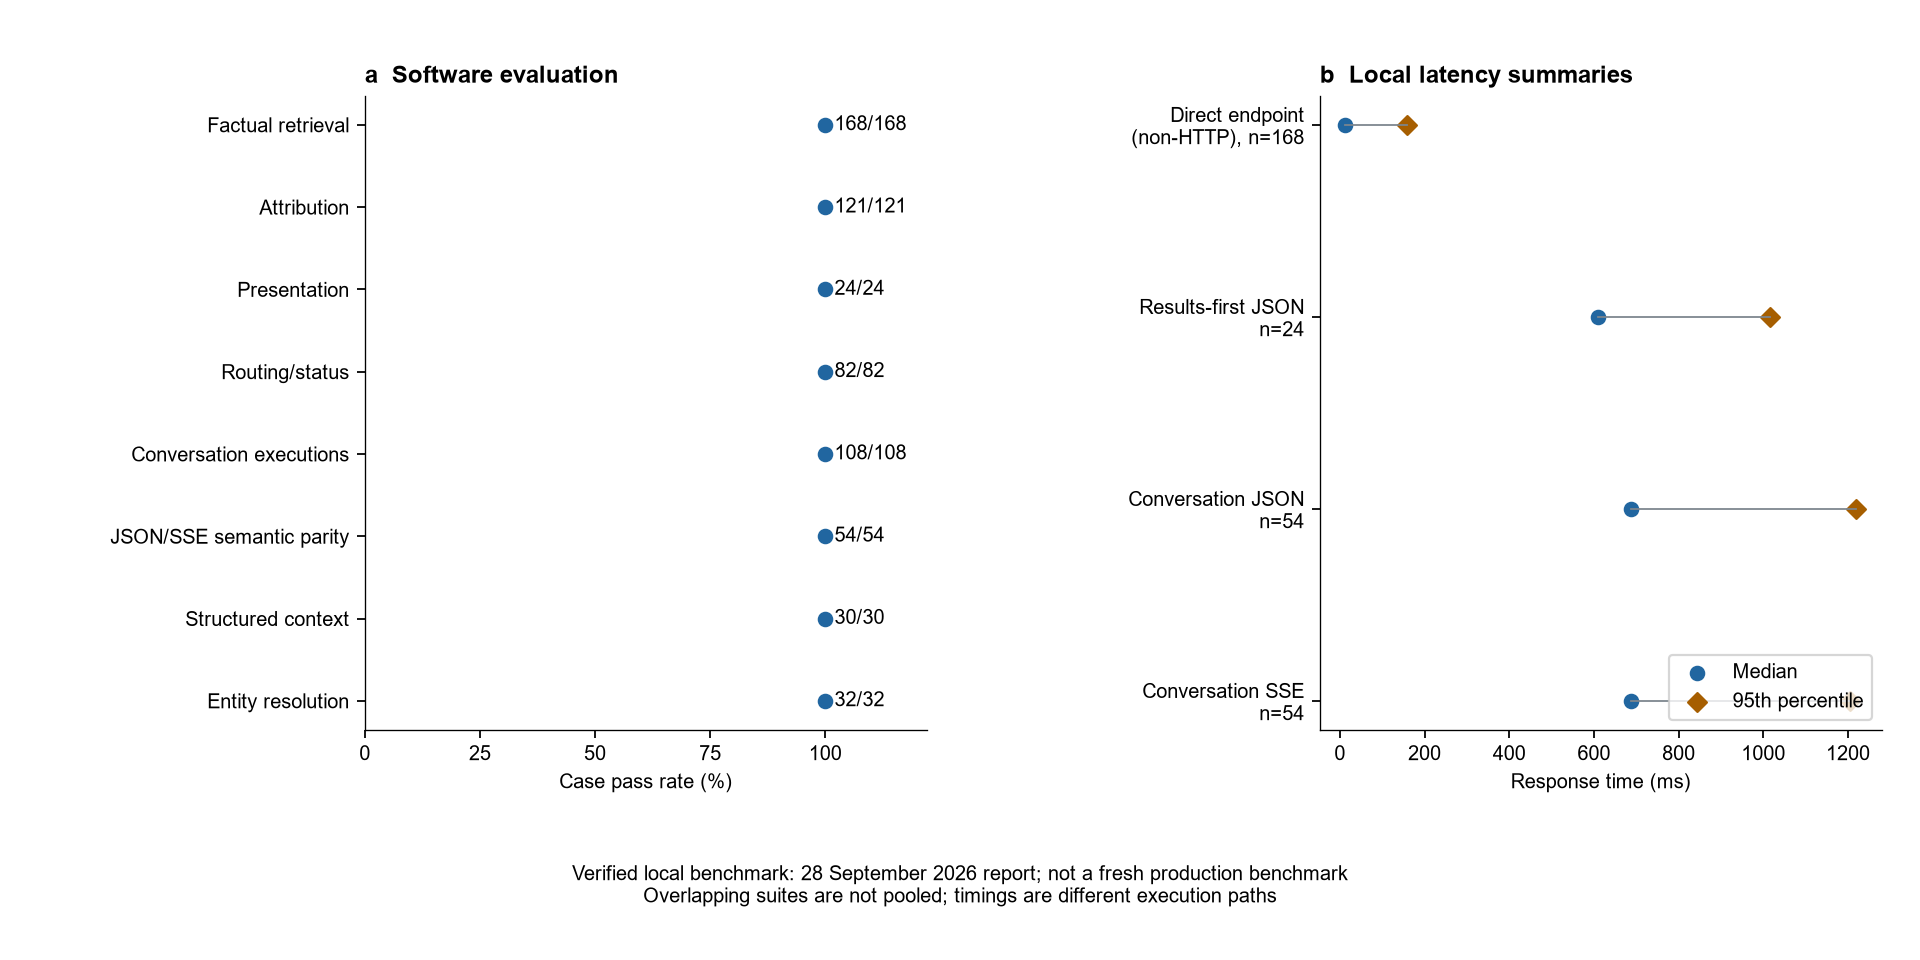 a Software evaluation
Factual retrieval
168/168
Attribution
121/121
Presentation
24/24
Routing/status
82/82
Conversation executions
108/108
JSON/SSE semantic parity
54/54
Structured context
30/30
Entity resolution
32/32
0 25 50 75 100
Case pass rate (%)
b Local latency summaries
Direct endpoint
(non-HTTP), n=168
Results-first JSON
n=24
Conversation JSON
n=54
Conversation SSE
n=54
Median
95th percentile
0 200 400 600 800 1000 1200
Response time (ms)
Verified local benchmark: 28 September 2026 report; not a fresh production benchmark
Overlapping suites are not pooled; timings are different execution paths